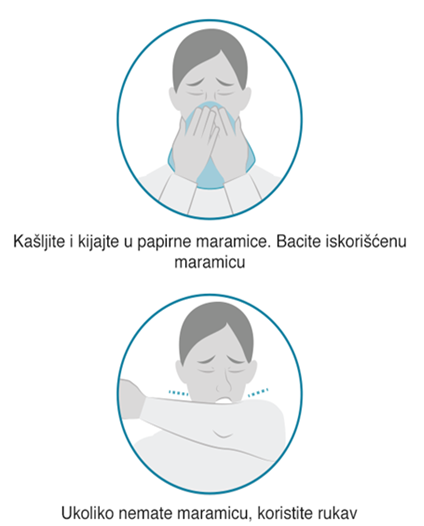 Kašljite i kijajte u papirne maramice. Bacite iskorišćenu
maramicu
Ukoliko nemate maramicu, koristite rukav